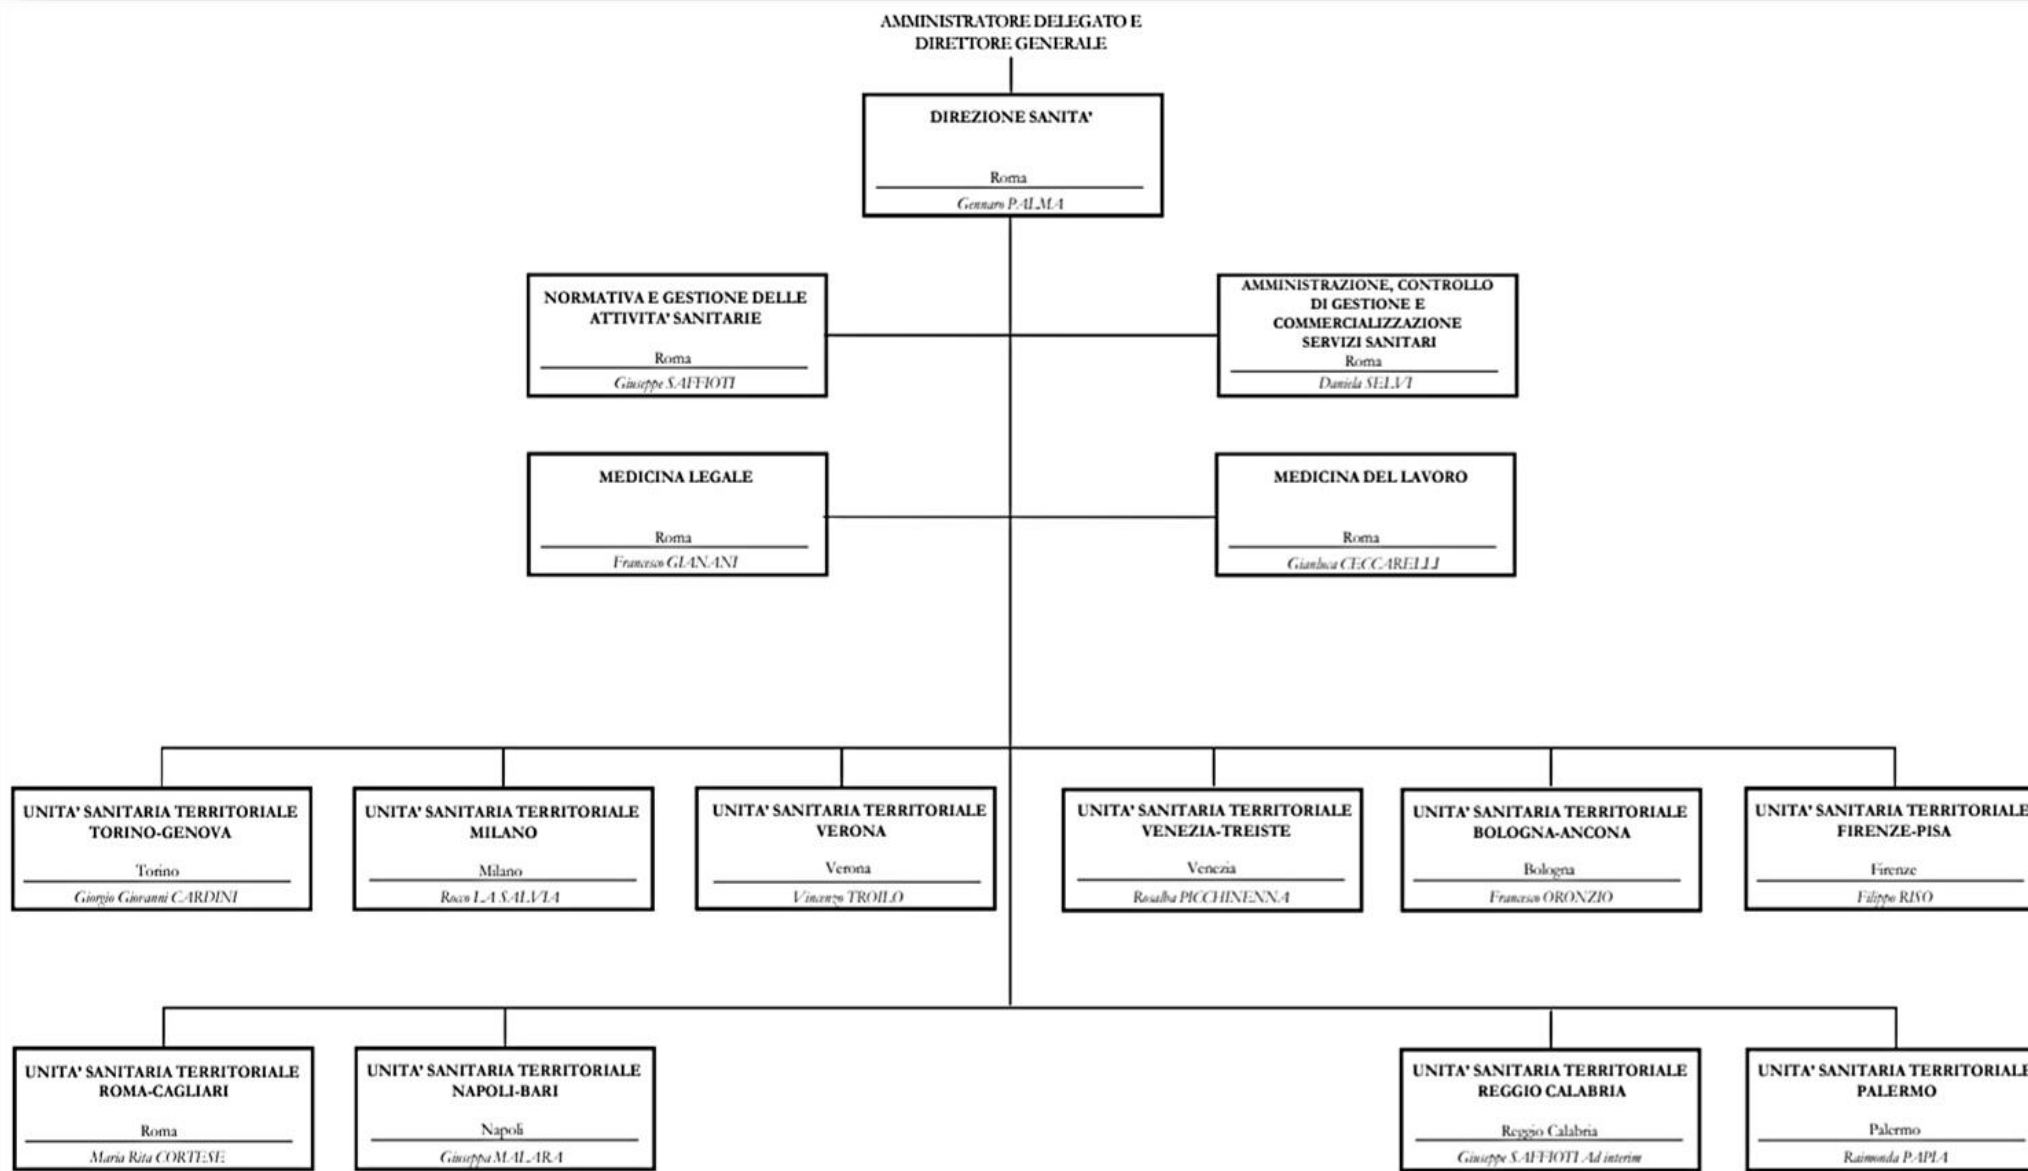 AMMINISTRATORE DELEGATO E
DIRETTORE GENERALE
DIREZIONE SANITA'
Roma
Gennaro PALMA
NORMATIVA E GESTIONE DELLE
ATTIVITA' SANITARIE
Roma
Giuseppe SAFFIOTI
AMMINISTRAZIONE, CONTROLLO
DI GESTIONE E
COMMERCIALIZZAZIONE
SERVIZI SANITARI
Roma
Daniela SELVI
MEDICINA LEGALE
Roma
Francesco GIANANI
MEDICINA DEL LAVORO
Roma
Gianluca CECCARELLI
UNITA' SANITARIA TERRITORIALE
TORINO-GENOVA
Torino
Giorgio Giovanni CARDINI
UNITA' SANITARIA TERRITORIALE
MILANO
Milano
Rocco LA SALVIA
UNITA' SANITARIA TERRITORIALE
VERONA
Verona
Vincenzo TROILO
UNITA' SANITARIA TERRITORIALE
VENEZIA-TREISTE
Venezia
Rosalba PICCHINENNA
UNITA' SANITARIA TERRITORIALE
BOLOGNA-ANCONA
Bologna
Francesco ORONZIO
UNITA' SANITARIA TERRITORIALE
FIRENZE-PISA
Firenze
Filippo RISO
UNITA' SANITARIA TERRITORIALE
ROMA-CAGLIARI
Roma
Maria Rita CORTESE
UNITA' SANITARIA TERRITORIALE
NAPOLI-BARI
Napoli
Giuseppa MALARA
UNITA' SANITARIA TERRITORIALE
REGGIO CALABRIA
Reggio Calabria
Giuseppe SAFFIOTI Ad interim
UNITA' SANITARIA TERRITORIALE
PALERMO
Palermo
Raimonda PAPIA